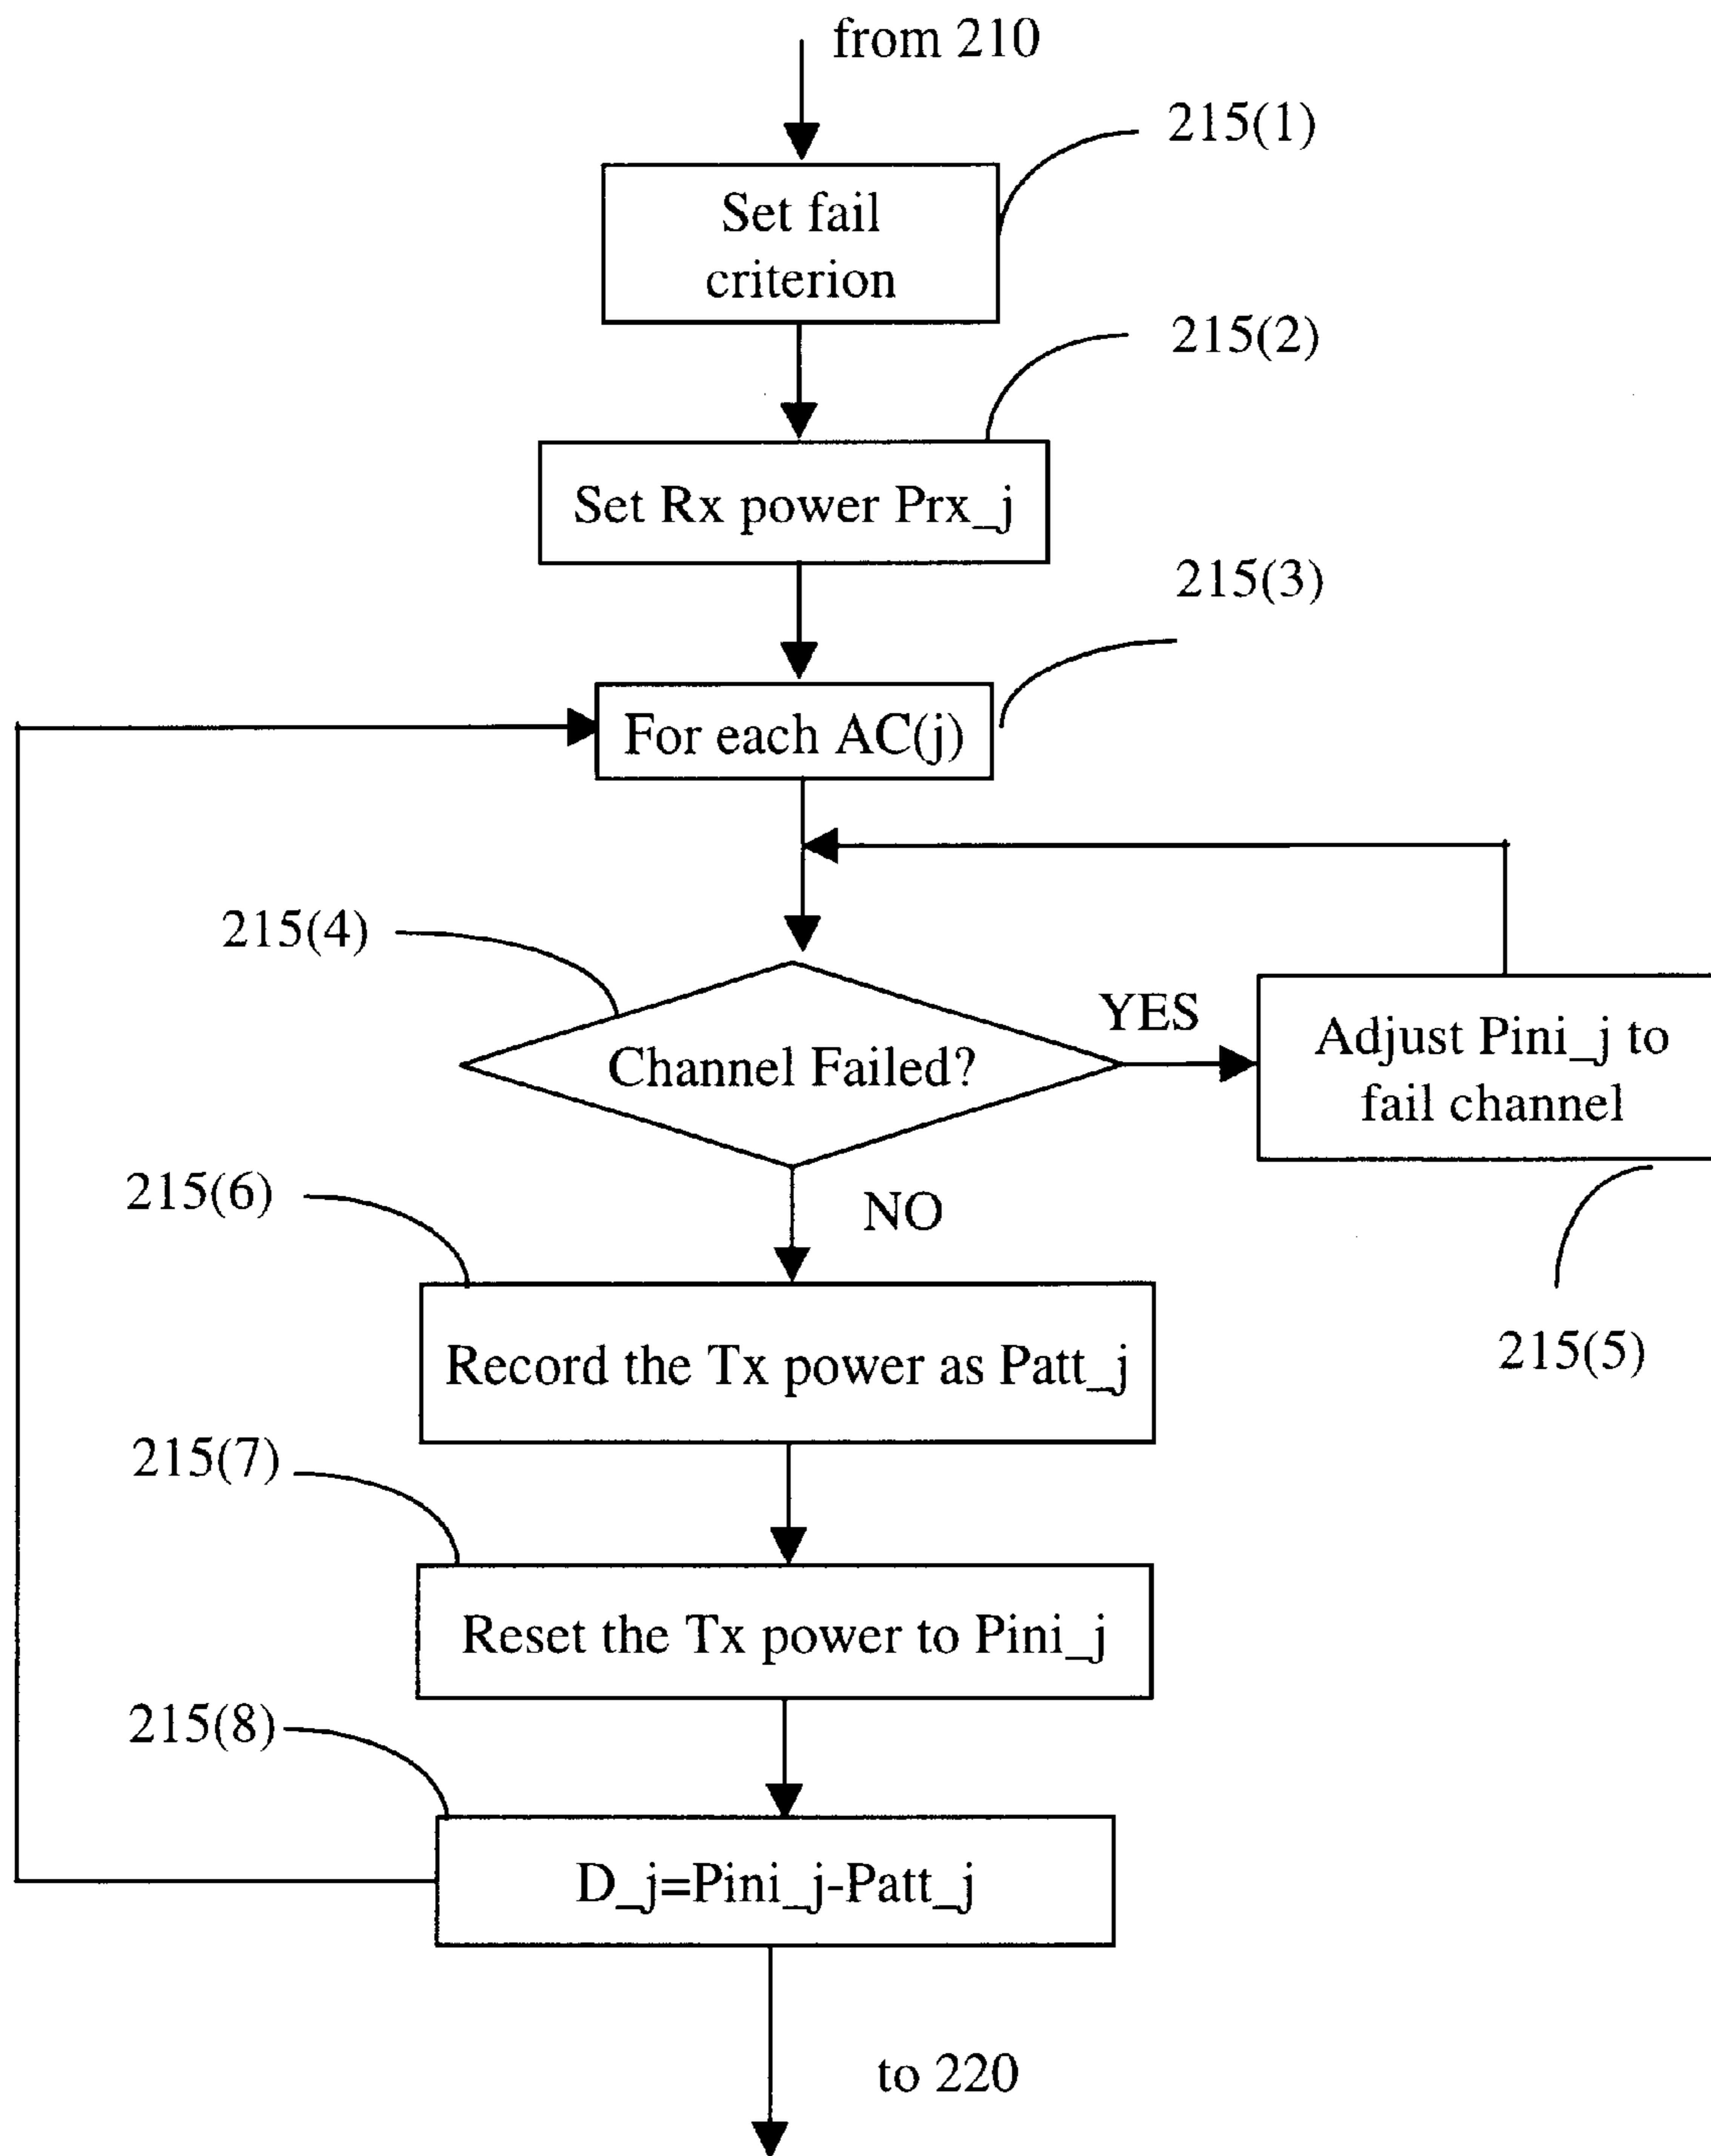 from 210
215(1)
Set fail
criterion
215(2)
Set Rx power Prx_j
215(3)
For each AC(j)
215(4)
Channel Failed?
YES
Adjust Pini_j to
fail channel
215(5)
NO
215(6)
Record the Tx power as Patt_j
215(7)
Reset the Tx power to Pini_j
215(8)
D_j=Pini_j-Patt_j
to 220